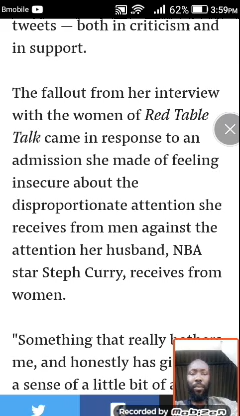 Bmobile
62%
3:59PM
tweets — both in criticism and
in support.
The fallout from her interview
with the women of Red Table
Talk came in response to an
admission she made of feeling
insecure about the
disproportionate attention she
receives from men against the
attention her husband, NBA
star Steph Curry, receives from
women.
"Something that really bothers
me, and honestly has
a sense of a little bit of a
Recorded by Mobizen